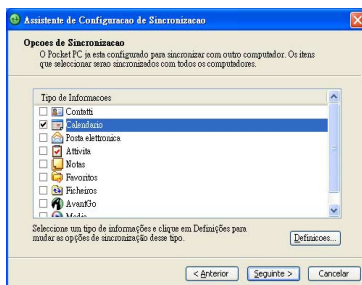 Assistente de Configuracao de Sincronizacao
Opcoes de Sincronizacao
O Pocket PC ja esta configurado para sincronizar com outro computador. Os itens
que seleccionar serao sincronizados com todos os computadores.
Tipo de Informacoes
Contatti
Calendario
Posta elettronica
Attivita
Notas
Favoritos
Ficheiros
AvantGo
Media
Seleccione um tipo de informações e clique em Definições para
mudar as opções de sincronização desse tipo.
Definicoes...
< Anterior
Seguinte >
Cancelar